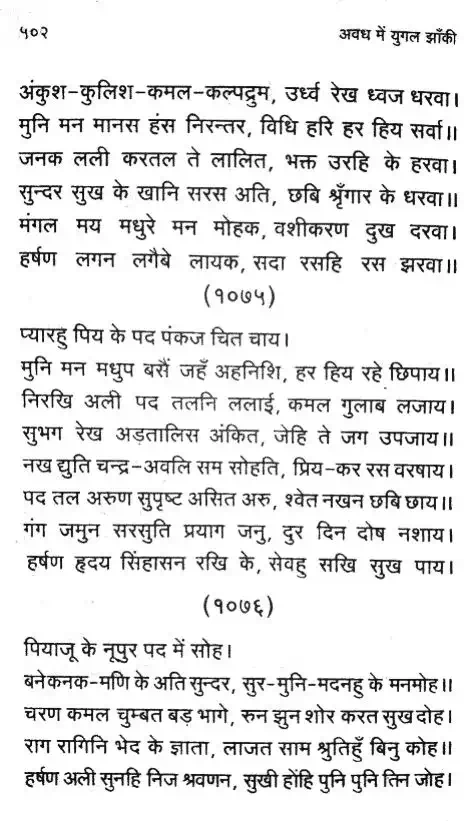 ५०२ अवध में युगल झाँकी
अंकुश-कुलिश-कमल-कल्पद्रुम, उर्ध्व रेख ध्वज धरवा।
मुनि मन मानस हंस निरन्तर, विधि हरि हर हिय सर्वा॥
जनक लली करतल ते लालित, भक्त उरहि के हरवा।
सुन्दर सुख के खानि सरस अति, छबि श्रृँगार के धरवा॥
मंगल मय मधुरे मन मोहक, वशीकरण दुख दरवा।
हर्षण लगन लगैबे लायक, सदा रसहि रस झरवा॥
(१०७५)
प्यारहु पिय के पद पंकज चित चाय।
मुनि मन मधुप बसैं जहँ अहनिशि, हर हिय रहे छिपाय॥
निरखि अली पद तलनि ललाई, कमल गुलाब लजाय।
सुभग रेख अड़तालिस अंकित, जेहि ते जग उपजाय॥
नख द्युति चन्द्र-अवलि सम सोहति, प्रिय-कर रस वरषाय।
पद तल अरुण सुपृष्ट असित अरु, श्वेत नखन छबि छाय॥
गंग जमुन सरसुति प्रयाग जनु, दुर दिन दोष नशाय।
हर्षण हृदय सिंहासन रखि के, सेवहु सखि सुख पाय।
(१०७६)
पियाजू के नूपुर पद में सोह।
बनेकनक-मणि के अति सुन्दर, सुर-मुनि-मदनहु के मनमोह॥
चरण कमल चुम्बत बड़ भागे, रुन झुन शोर करत सुख दोह।
राग रागिनि भेद के ज्ञाता, लाजत साम श्रुतिहुँ बिनु कोह॥
हर्षण अली सुनहि निज श्रवणन, सुखी होंहि पुनि पुनि तिन जोह।